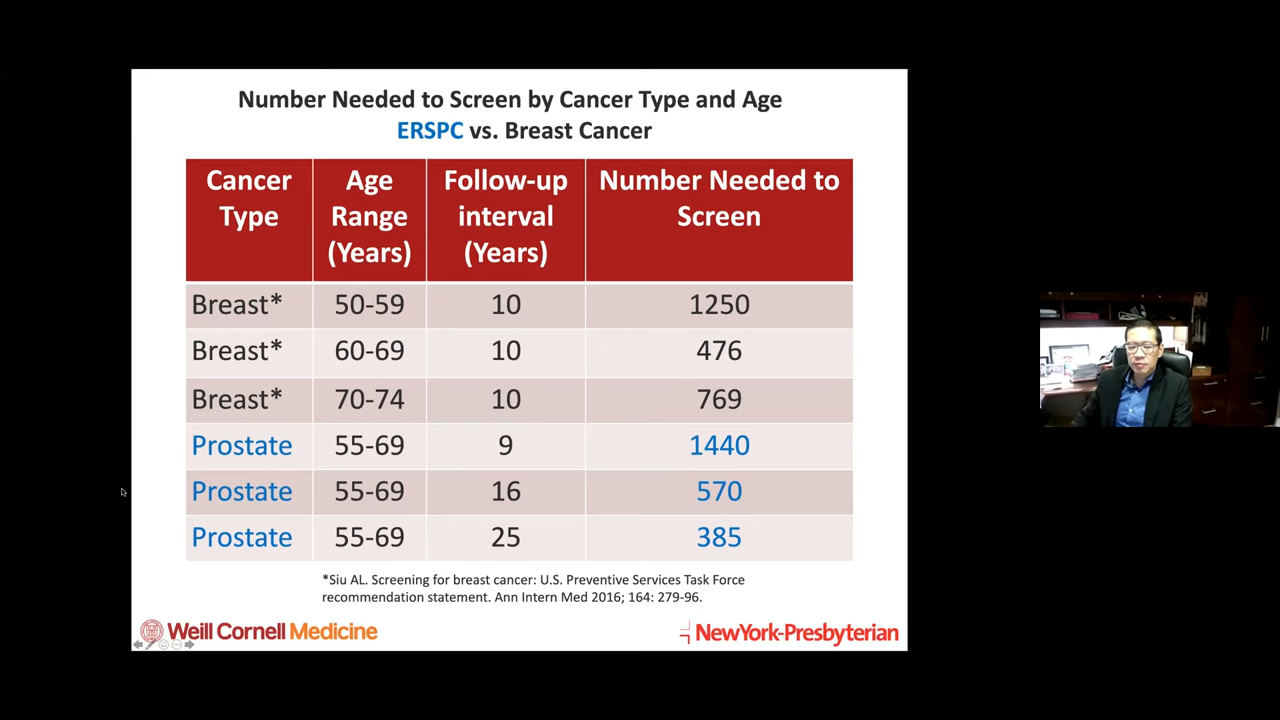 Number Needed to Screen by Cancer Type and Age
ERSPC vs. Breast Cancer
Cancer Type Age Range (Years) Follow-up interval (Years) Number Needed to Screen
Breast* 50-59 10 1250
Breast* 60-69 10 476
Breast* 70-74 10 769
Prostate 55-69 9 1440
Prostate 55-69 16 570
Prostate 55-69 25 385
*Siu AL. Screening for breast cancer: U.S. Preventive Services Task Force
recommendation statement. Ann Intern Med 2016; 164: 279-96.
Weill Cornell Medicine
NewYork-Presbyterian